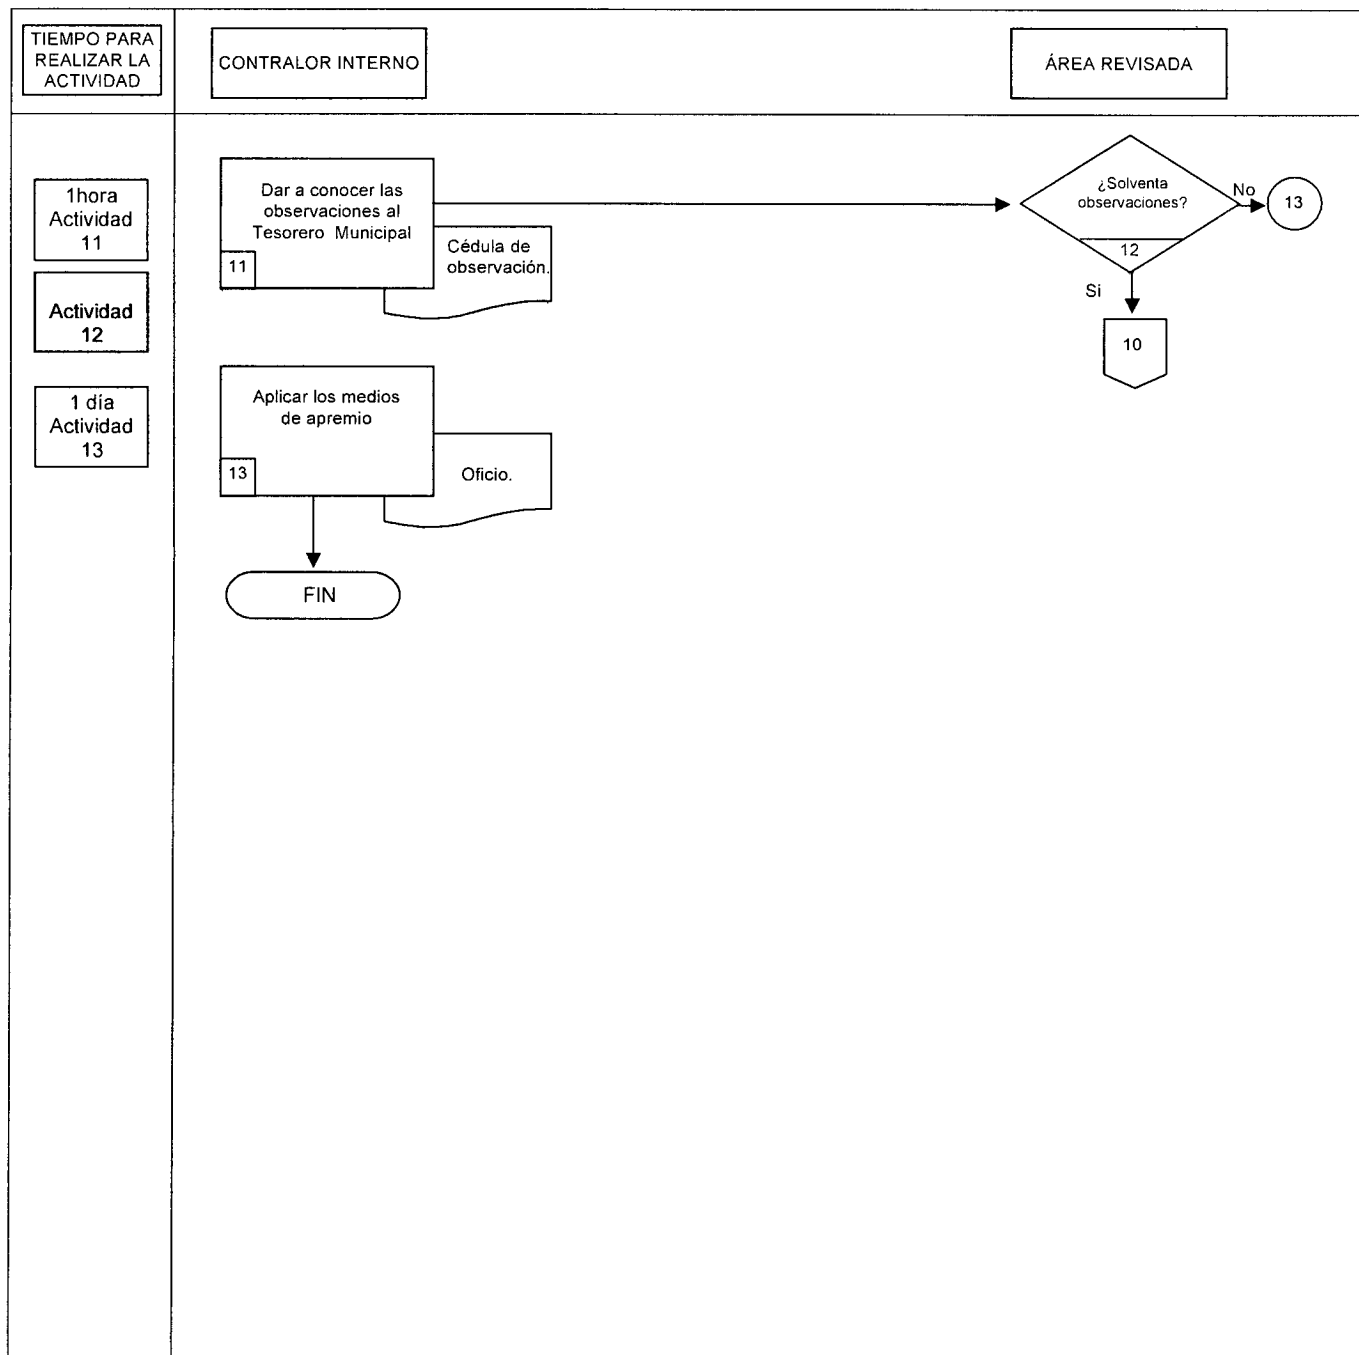 TIEMPO PARA
REALIZAR LA
ACTIVIDAD
CONTRALOR INTERNO
ÁREA REVISADA
1hora
Actividad
11
Dar a conocer las
observaciones al
Tesorero Municipal
11
Cédula de
observación.
¿Solventa
observaciones?
12
No
13
Si
10
Actividad
12
1 día
Actividad
13
Aplicar los medios
de apremio
13
Oficio.
FIN